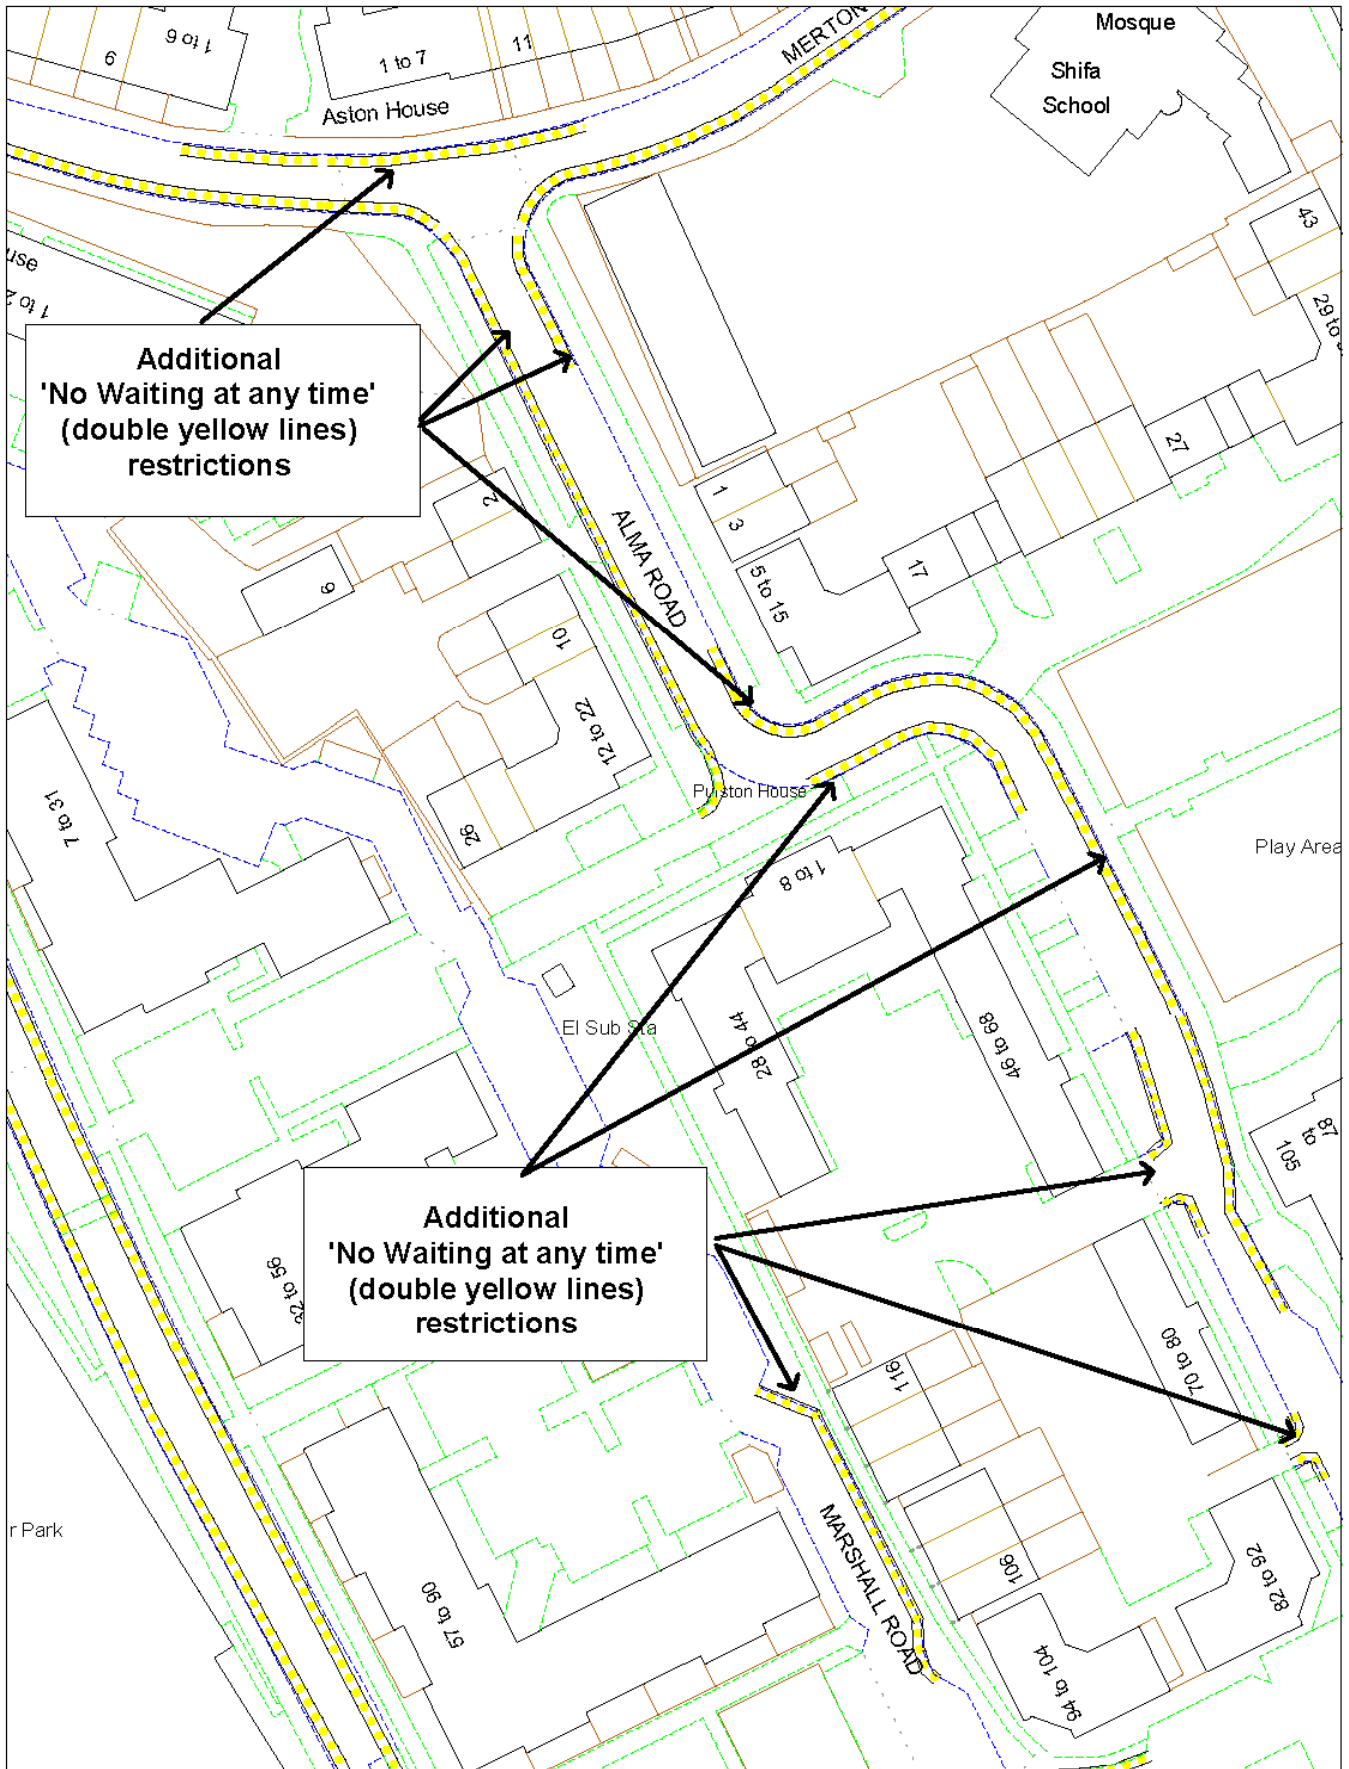 Mosque
Shifa
School
MERTON
6
1 to 6
1 to 7
11
Aston House
43
29 to
use
1 to 2
Additional
'No Waiting at any time'
(double yellow lines)
restrictions
27
1
3
2
ALMA ROAD
5 to 15
17
9
10
12 to 22
26
Purston House
7 to 31
1 to 8
Play Area
El Sub Sta
28 to 44
46 to 68
87
to
105
Additional
'No Waiting at any time'
(double yellow lines)
restrictions
32 to 56
70 to 80
116
r Park
MARSHALL ROAD
106
82 to 92
57 to 90
94 to 104